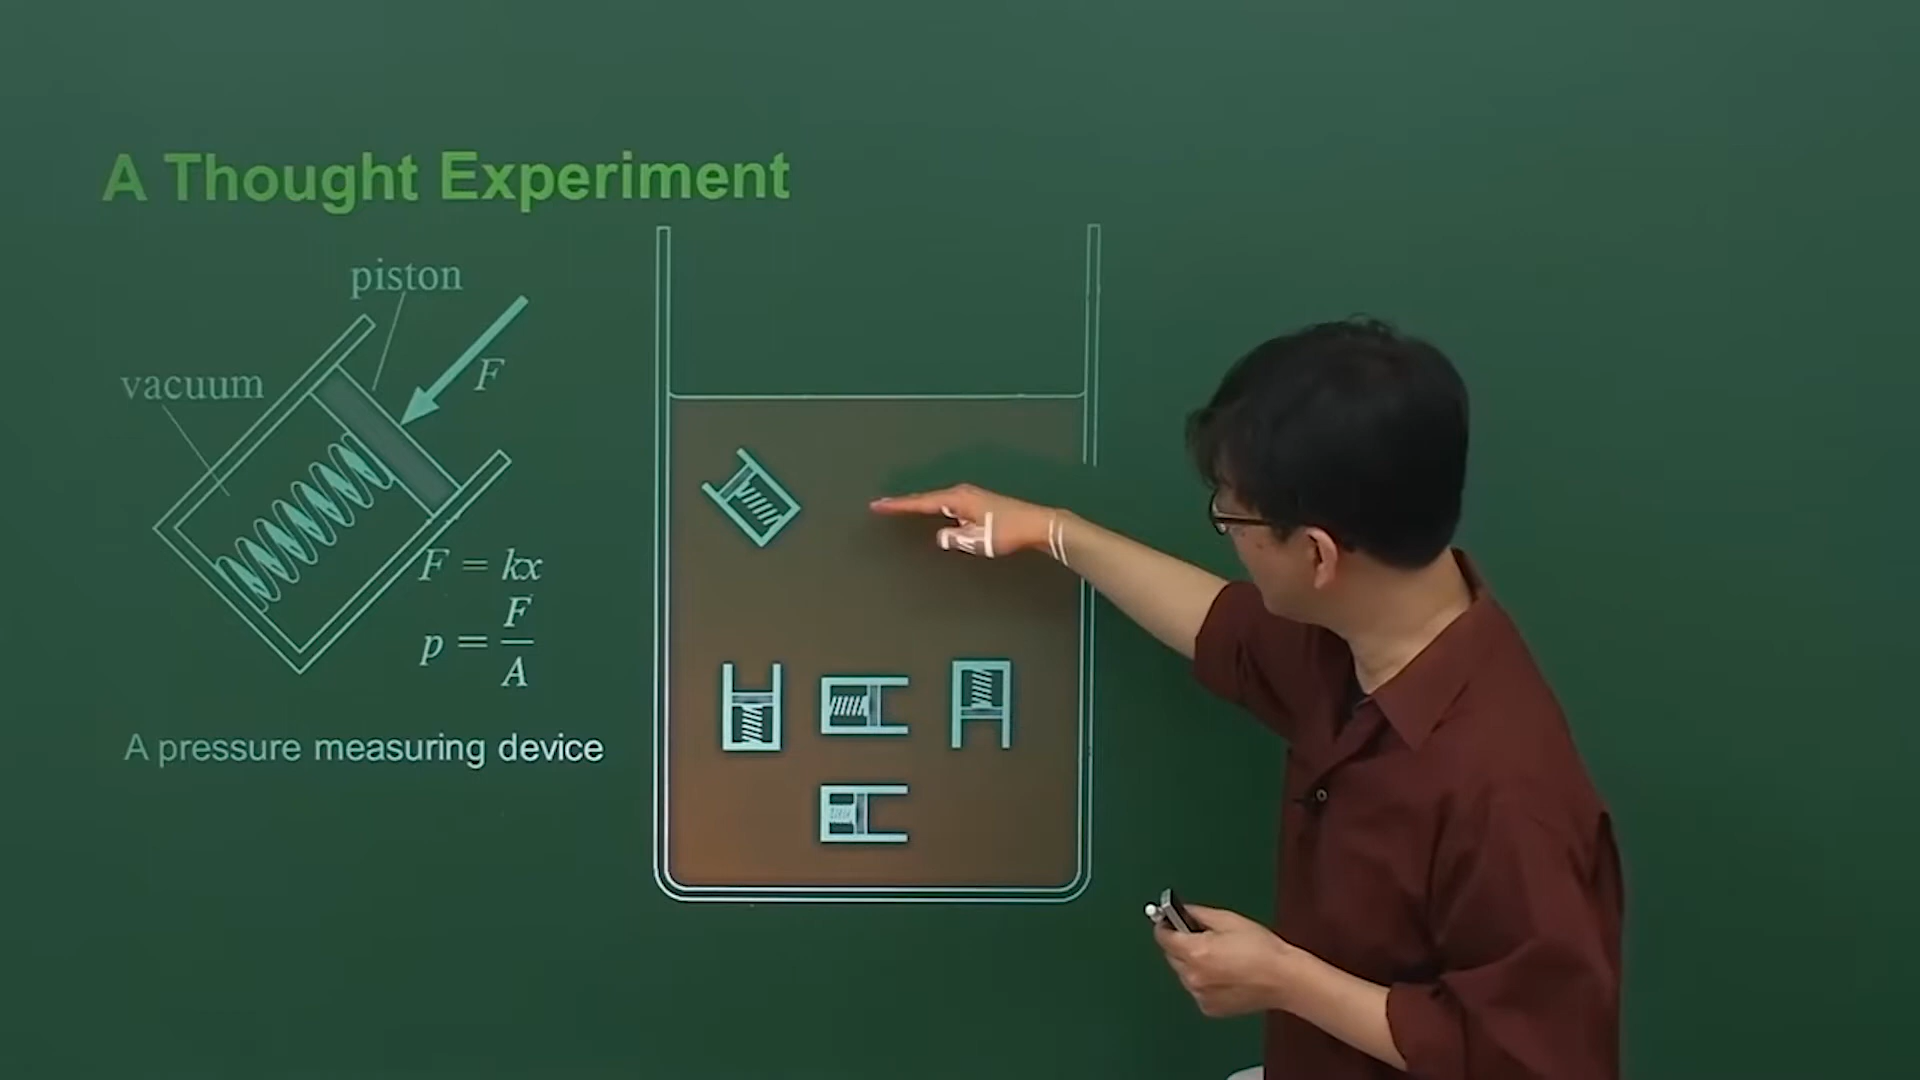 A Thought Experiment
piston
vacuum
F
F = kx
p = F/A
A pressure measuring device